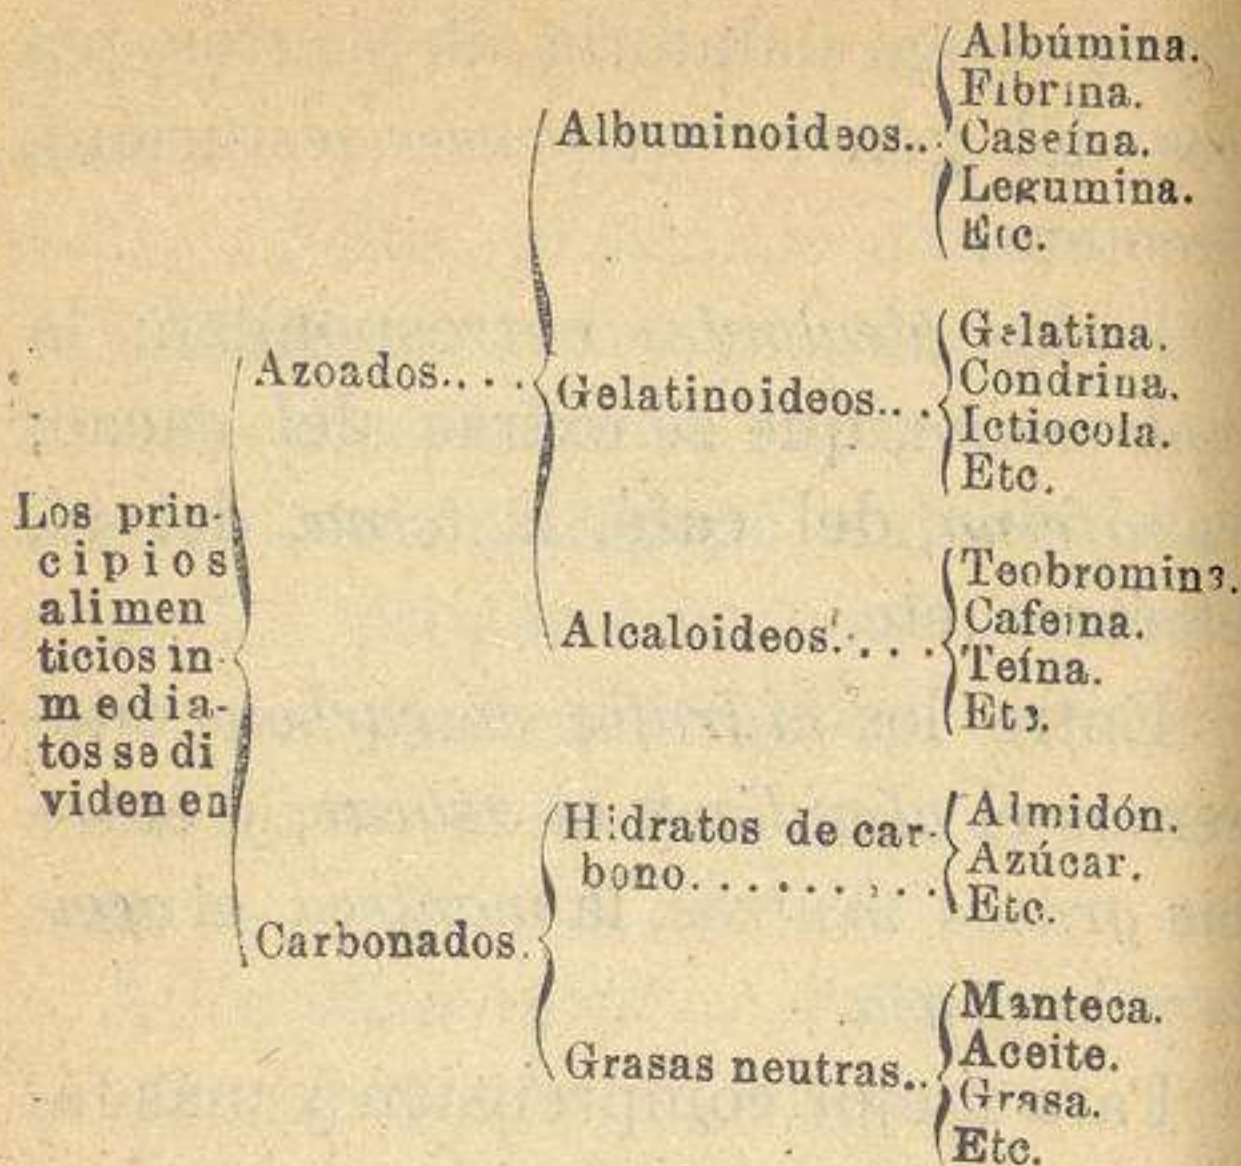 Los prin-
cipios
alimen
ticios in-
media-
tos se di
viden en
Azoados....
Albuminoideos...
Albúmina.
Fibrina.
Caseína.
Legumina.
Etc.
Gelatinoideos...
Gelatina.
Condrina.
Ictiocola.
Etc.
Alcaloideos.....
Teobromina.
Cafeina.
Teína.
Etc.
Carbonados.
Hidratos de car-
bono.........
Almidón.
Azúcar.
Etc.
Grasas neutras..
Manteca.
Aceite.
Grasa.
Etc.